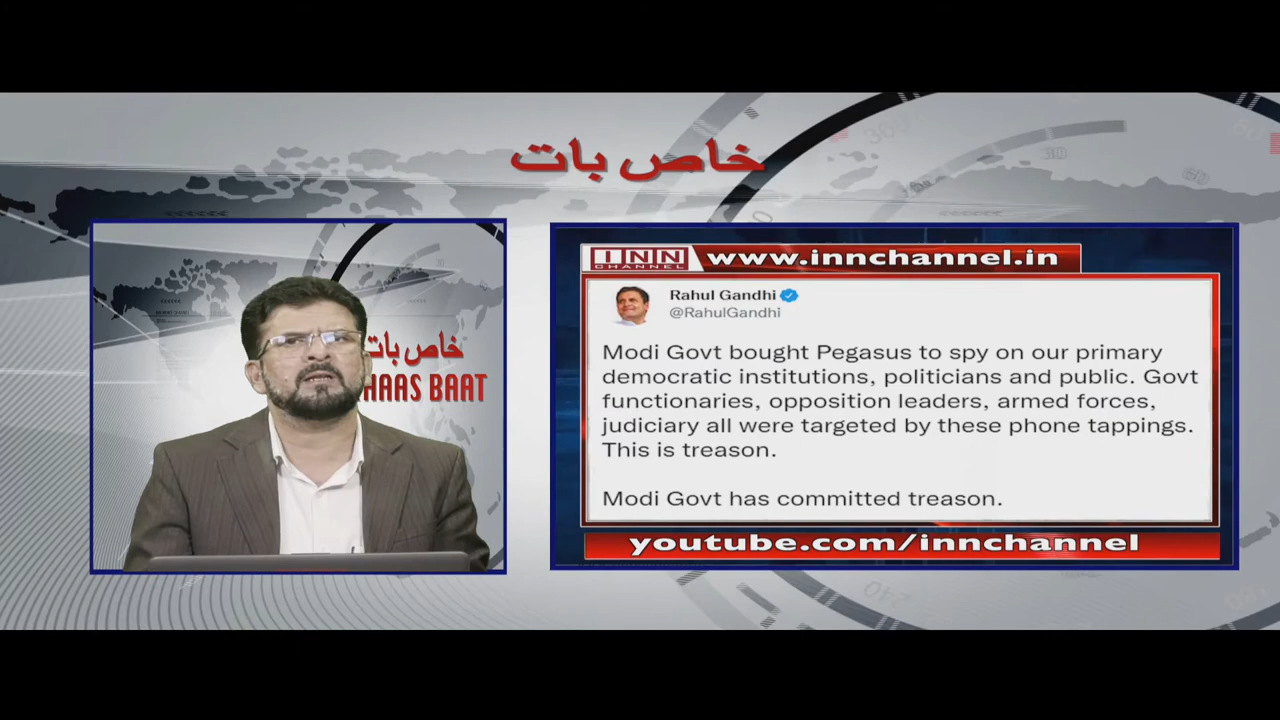 خاص بات
خاص بات
HAAS BAAT
INN
CHANNEL
www.innchannel.in
Rahul Gandhi
@RahulGandhi
Modi Govt bought Pegasus to spy on our primary
democratic institutions, politicians and public. Govt
functionaries, opposition leaders, armed forces,
judiciary all were targeted by these phone tappings.
This is treason.
Modi Govt has committed treason.
youtube.com/innchannel